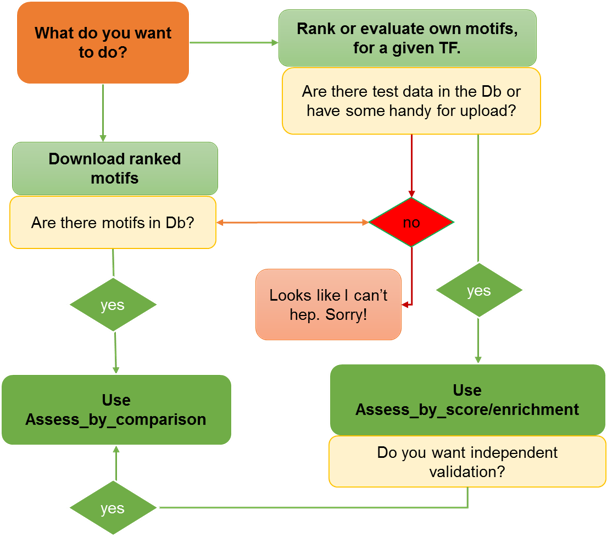 What do you want
to do?
Rank or evaluate own motifs,
for a given TF.
Are there test data in the Db or
have some handy for upload?
Download ranked
motifs
Are there motifs in Db?
no
yes
Looks like I can't
hep. Sorry!
yes
Use
Assess_by_comparison
Use
Assess_by_score/enrichment
Do you want independent
validation?
yes